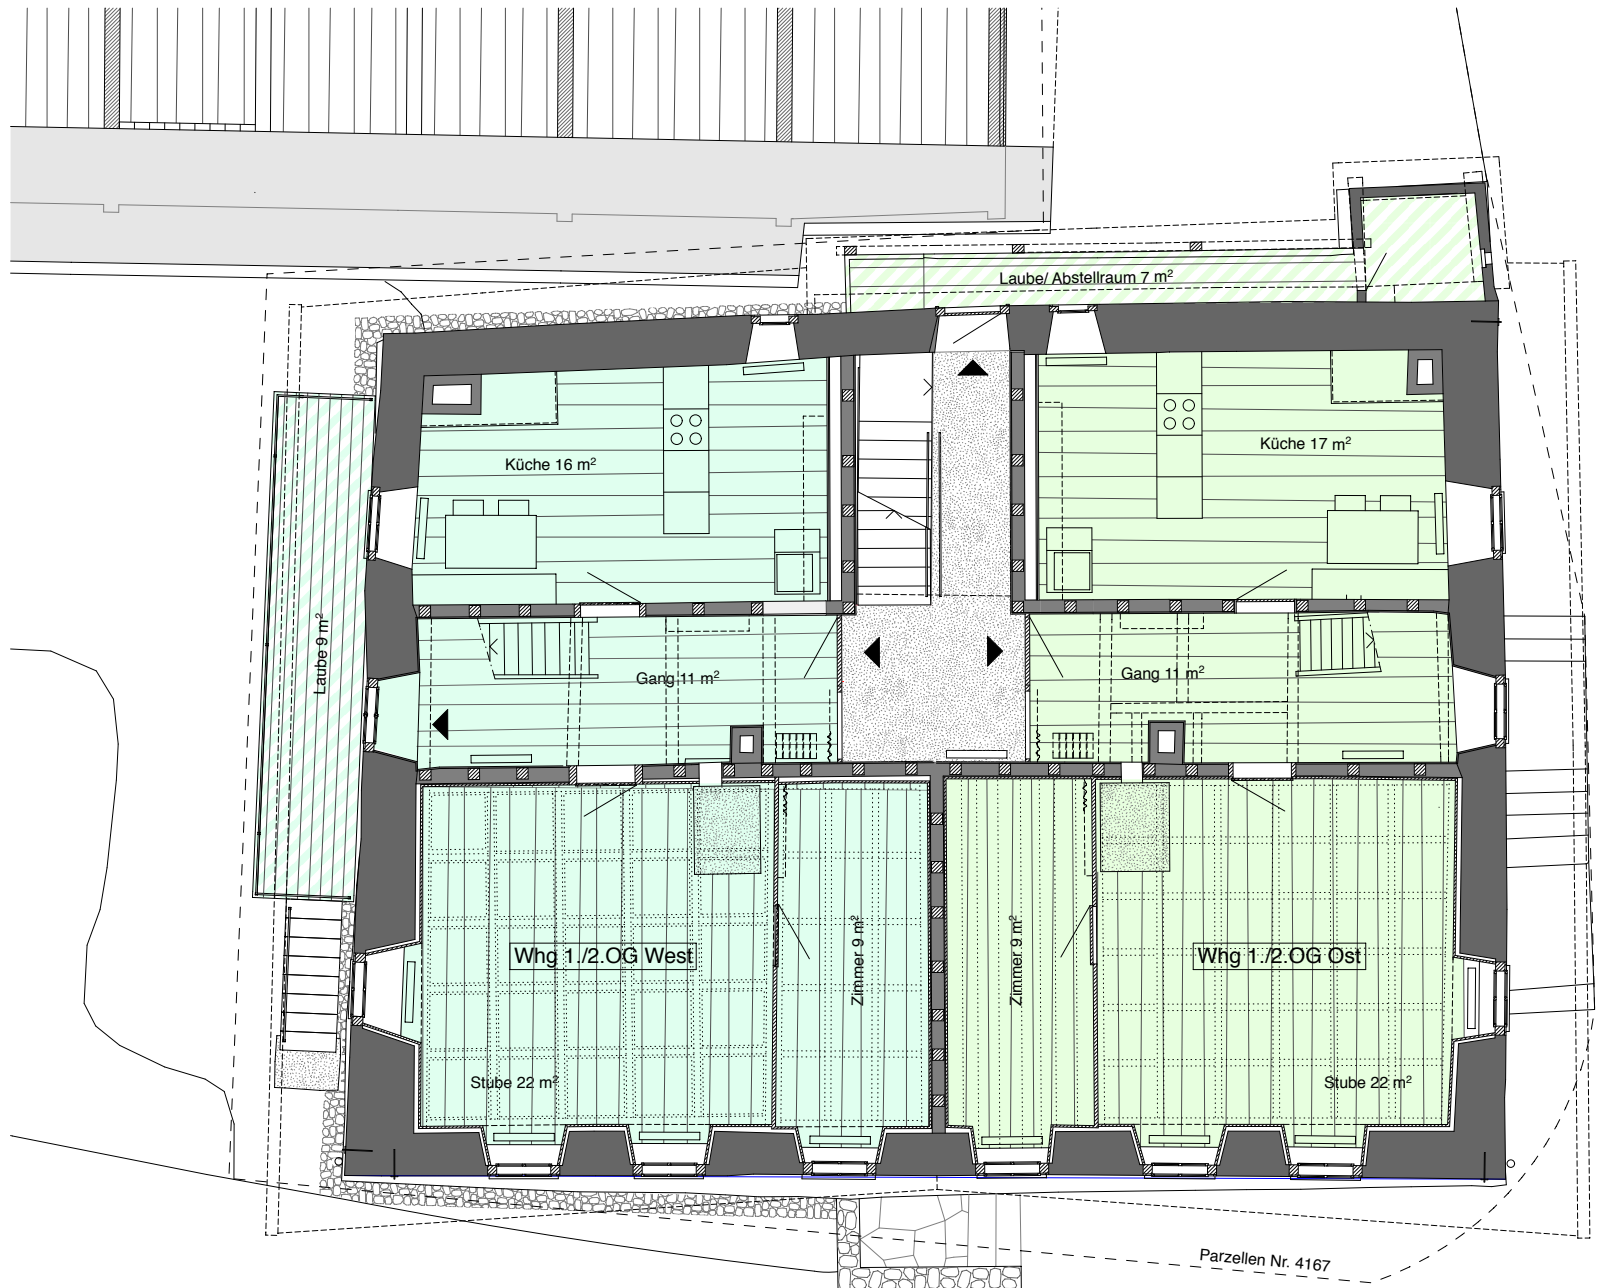 Laube/ Abstellraum 7 m²
Küche 16 m²
Küche 17 m²
Laube 9 m²
Gang 11 m²
Gang 11 m²
Whg 1./2.OG West
Zimmer 9 m²
Zimmer 9 m²
Whg 1./2.OG Ost
Stube 22 m²
Stube 22 m²
Parzellen Nr. 4167